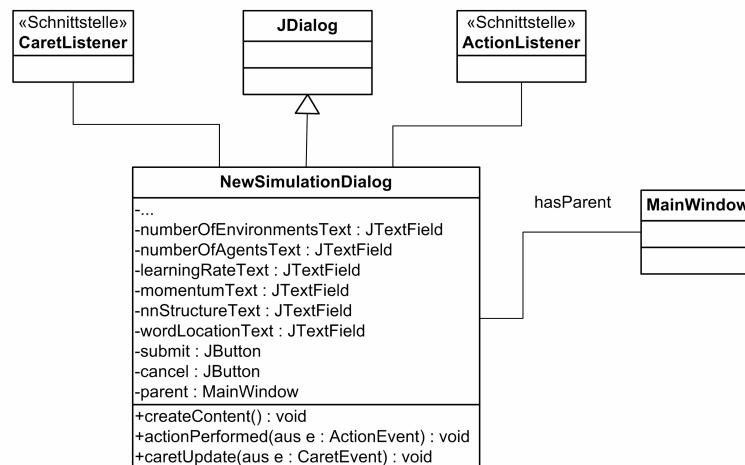 «Schnittstelle»
CaretListener
JDialog
«Schnittstelle»
ActionListener
NewSimulationDialog
-...
-numberOfEnvironmentsText : JTextField
-numberOfAgentsText : JTextField
-learningRateText : JTextField
-momentumText : JTextField
-nnStructureText : JTextField
-wordLocationText : JTextField
-submit : JButton
-cancel : JButton
-parent : MainWindow
+createContent() : void
+actionPerformed(aus e : ActionEvent) : void
+caretUpdate(aus e : CaretEvent) : void
hasParent
MainWindow